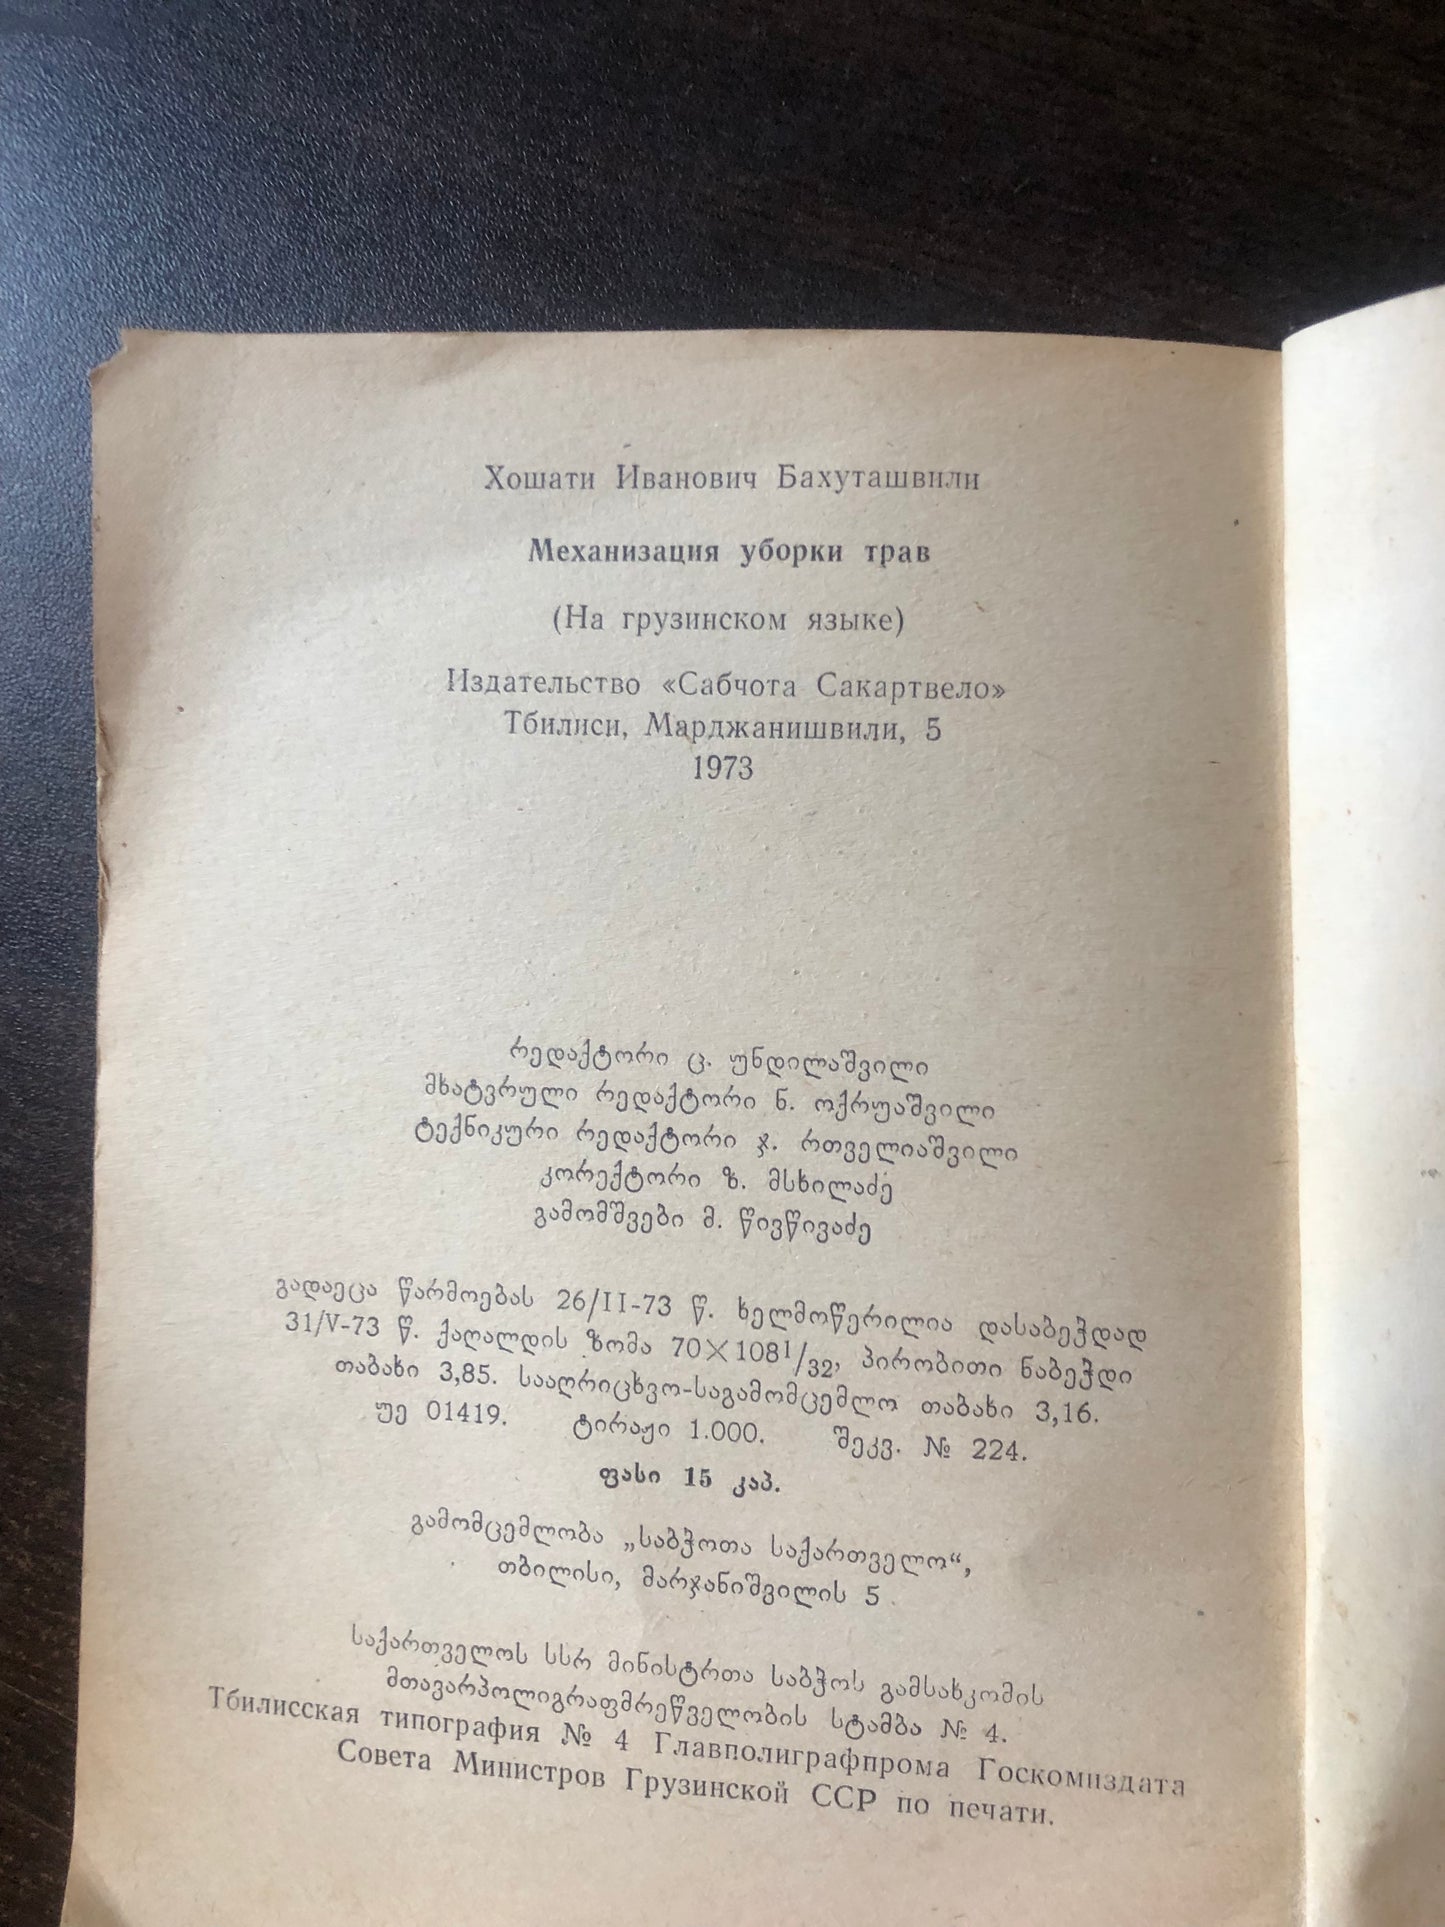 Хошати Иванович Бахуташвили
Механизация уборки трав
(На грузинском языке)
Издательство «Сабчота Сакартвело»
Тбилиси, Марджанишвили, 5
1973
რედაქტორი ც. უნდილაშვილი
მხატვრული რედაქტორი ნ. ოქრუაშვილი
ტექნიკური რედაქტორი ჯ. რთველიაშვილი
კორექტორი ზ. მსხილაძე
გამომშვები მ. წივწივაძე
გადაეცა წარმოებას 26/II-73 წ. ხელმოწერილია დასაბეჭდად
31/V-73 წ. ქაღალდის ზომა 70×108¹/₃₂, პირობითი ნაბეჭდი
თაბახი 3,85. სააღრიცხვო-საგამომცემლო თაბახი 3,16.
უე 01419. ტირაჟი 1.000. შეკვ. № 224.
ფასი 15 კაპ.
გამომცემლობა „საბჭოთა საქართველო“,
თბილისი, მარჯანიშვილის 5
საქართველოს სსრ მინისტრთა საბჭოს გამსახკომის
მთავარპოლიგრაფმრეწველობის სტამბა № 4.
Тбилисская типография № 4 Главполиграфпрома Госкомиздата
Совета Министров Грузинской ССР по печати.